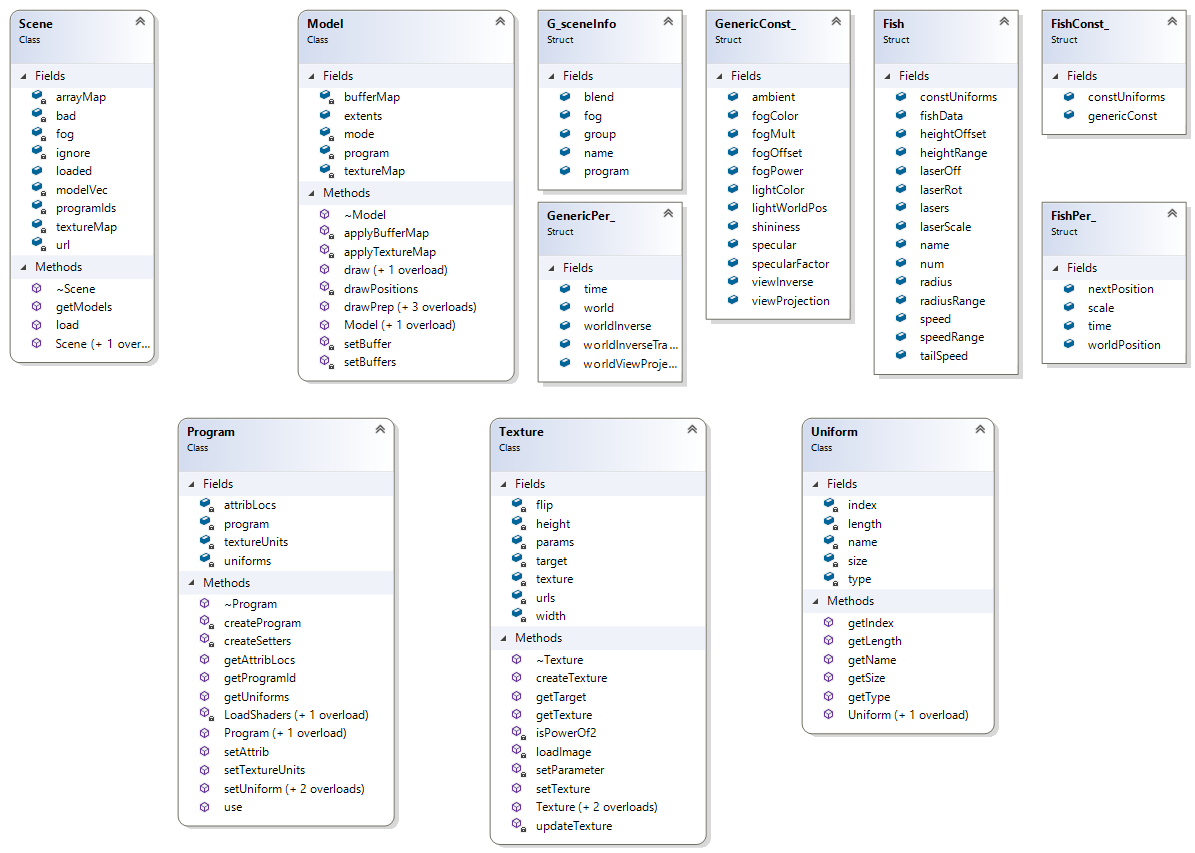 Scene
Class
Fields
arrayMap
bad
fog
ignore
loaded
modelVec
programIds
textureMap
url
Methods
~Scene
getModels
load
Scene (+ 1 over...
Model
Class
Fields
bufferMap
extents
mode
program
textureMap
Methods
~Model
applyBufferMap
applyTextureMap
draw (+ 1 overload)
drawPositions
drawPrep (+ 3 overloads)
Model (+ 1 overload)
setBuffer
setBuffers
G_sceneInfo
Struct
Fields
blend
fog
group
name
program
GenericPer_
Struct
Fields
time
world
worldInverse
worldInverseTra...
worldViewProje...
GenericConst_
Struct
Fields
ambient
fogColor
fogMult
fogOffset
fogPower
lightColor
lightWorldPos
shininess
specular
specularFactor
viewInverse
viewProjection
Fish
Struct
Fields
constUniforms
fishData
heightOffset
heightRange
laserOff
laserRot
lasers
laserScale
name
num
radius
radiusRange
speed
speedRange
tailSpeed
FishConst_
Struct
Fields
constUniforms
genericConst
FishPer_
Struct
Fields
nextPosition
scale
time
worldPosition
Program
Class
Fields
attribLocs
program
textureUnits
uniforms
Methods
~Program
createProgram
createSetters
getAttribLocs
getProgramId
getUniforms
LoadShaders (+ 1 overload)
Program (+ 1 overload)
setAttrib
setTextureUnits
setUniform (+ 2 overloads)
use
Texture
Class
Fields
flip
height
params
target
texture
urls
width
Methods
~Texture
createTexture
getTarget
getTexture
isPowerOf2
loadImage
setParameter
setTexture
Texture (+ 2 overloads)
updateTexture
Uniform
Class
Fields
index
length
name
size
type
Methods
getIndex
getLength
getName
getSize
getType
Uniform (+ 1 overload)